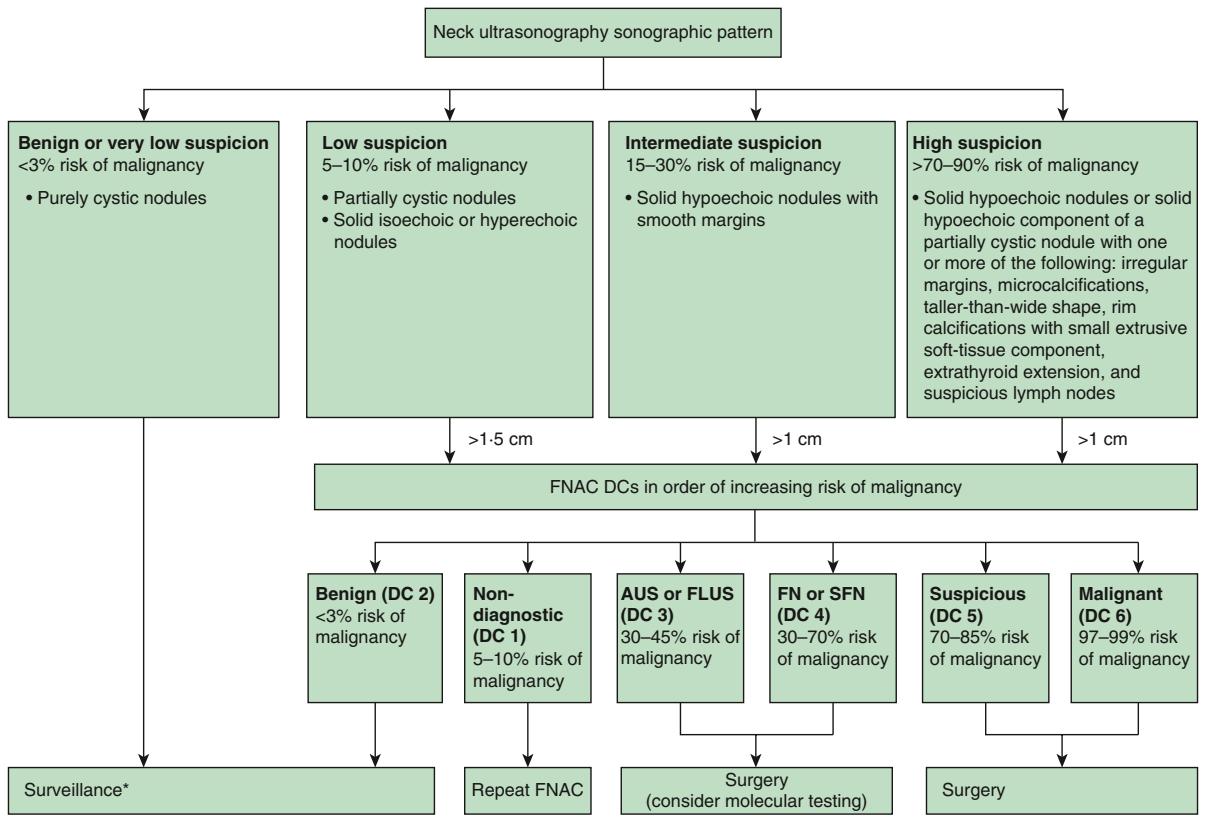 Neck ultrasonography sonographic pattern
Benign or very low suspicion
<3% risk of malignancy
• Purely cystic nodules
Low suspicion
5–10% risk of malignancy
• Partially cystic nodules
• Solid isoechoic or hyperechoic
nodules
Intermediate suspicion
15–30% risk of malignancy
• Solid hypoechoic nodules with
smooth margins
High suspicion
>70–90% risk of malignancy
• Solid hypoechoic nodules or solid
hypoechoic component of a
partially cystic nodule with one
or more of the following: irregular
margins, microcalcifications,
taller-than-wide shape, rim
calcifications with small extrusive
soft-tissue component,
extrathyroid extension, and
suspicious lymph nodes
>1·5 cm
>1 cm
>1 cm
FNAC DCs in order of increasing risk of malignancy
Benign (DC 2)
<3% risk of
malignancy
Non-
diagnostic
(DC 1)
5–10% risk of
malignancy
AUS or FLUS
(DC 3)
30–45% risk of
malignancy
FN or SFN
(DC 4)
30–70% risk
of malignancy
Suspicious
(DC 5)
70–85% risk
of malignancy
Malignant
(DC 6)
97–99% risk
of malignancy
Surveillance*
Repeat FNAC
Surgery
(consider molecular testing)
Surgery